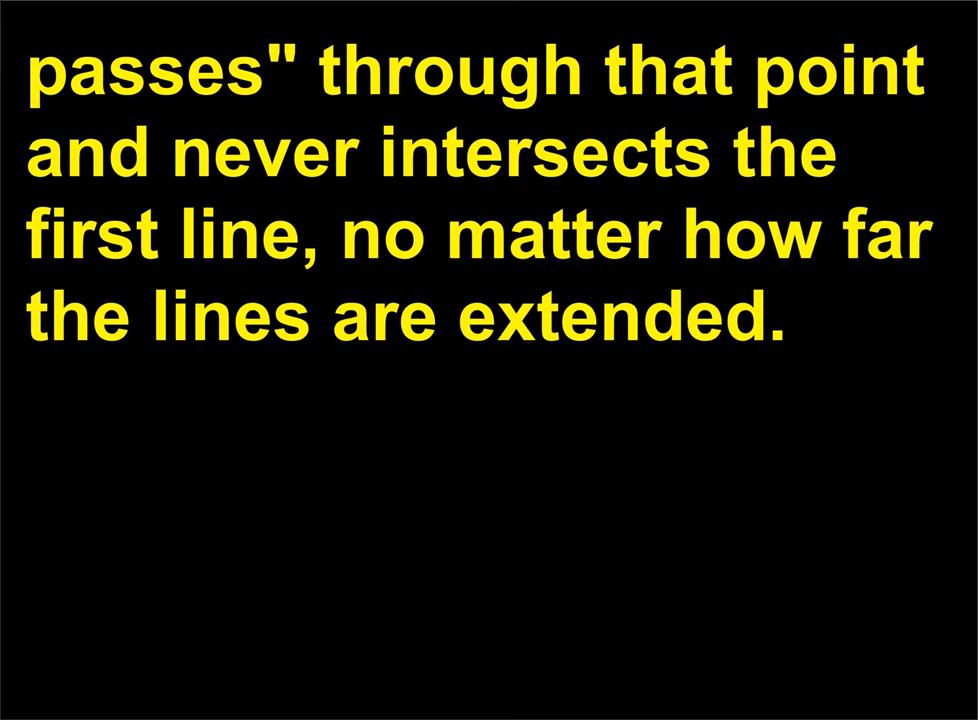 passes" through that point
and never intersects the
first line, no matter how far
the lines are extended.